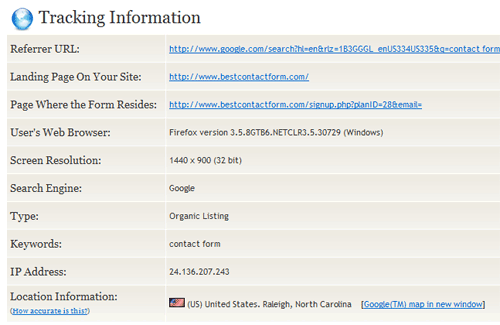 Tracking Information
Referrer URL: http://www.google.com/search?hl=en&rlz=1B3GGGL_enUS334US335&q=contact form
Landing Page On Your Site: http://www.bestcontactform.com/
Page Where the Form Resides: http://www.bestcontactform.com/signup.php?planID=28&email=
User's Web Browser: Firefox version 3.5.8GTB6.NETCLR3.5.30729 (Windows)
Screen Resolution: 1440 x 900 (32 bit)
Search Engine: Google
Type: Organic Listing
Keywords: contact form
IP Address: 24.136.207.243
Location Information: (US) United States. Raleigh, North Carolina [Google(TM) map in new window]
(How accurate is this?)